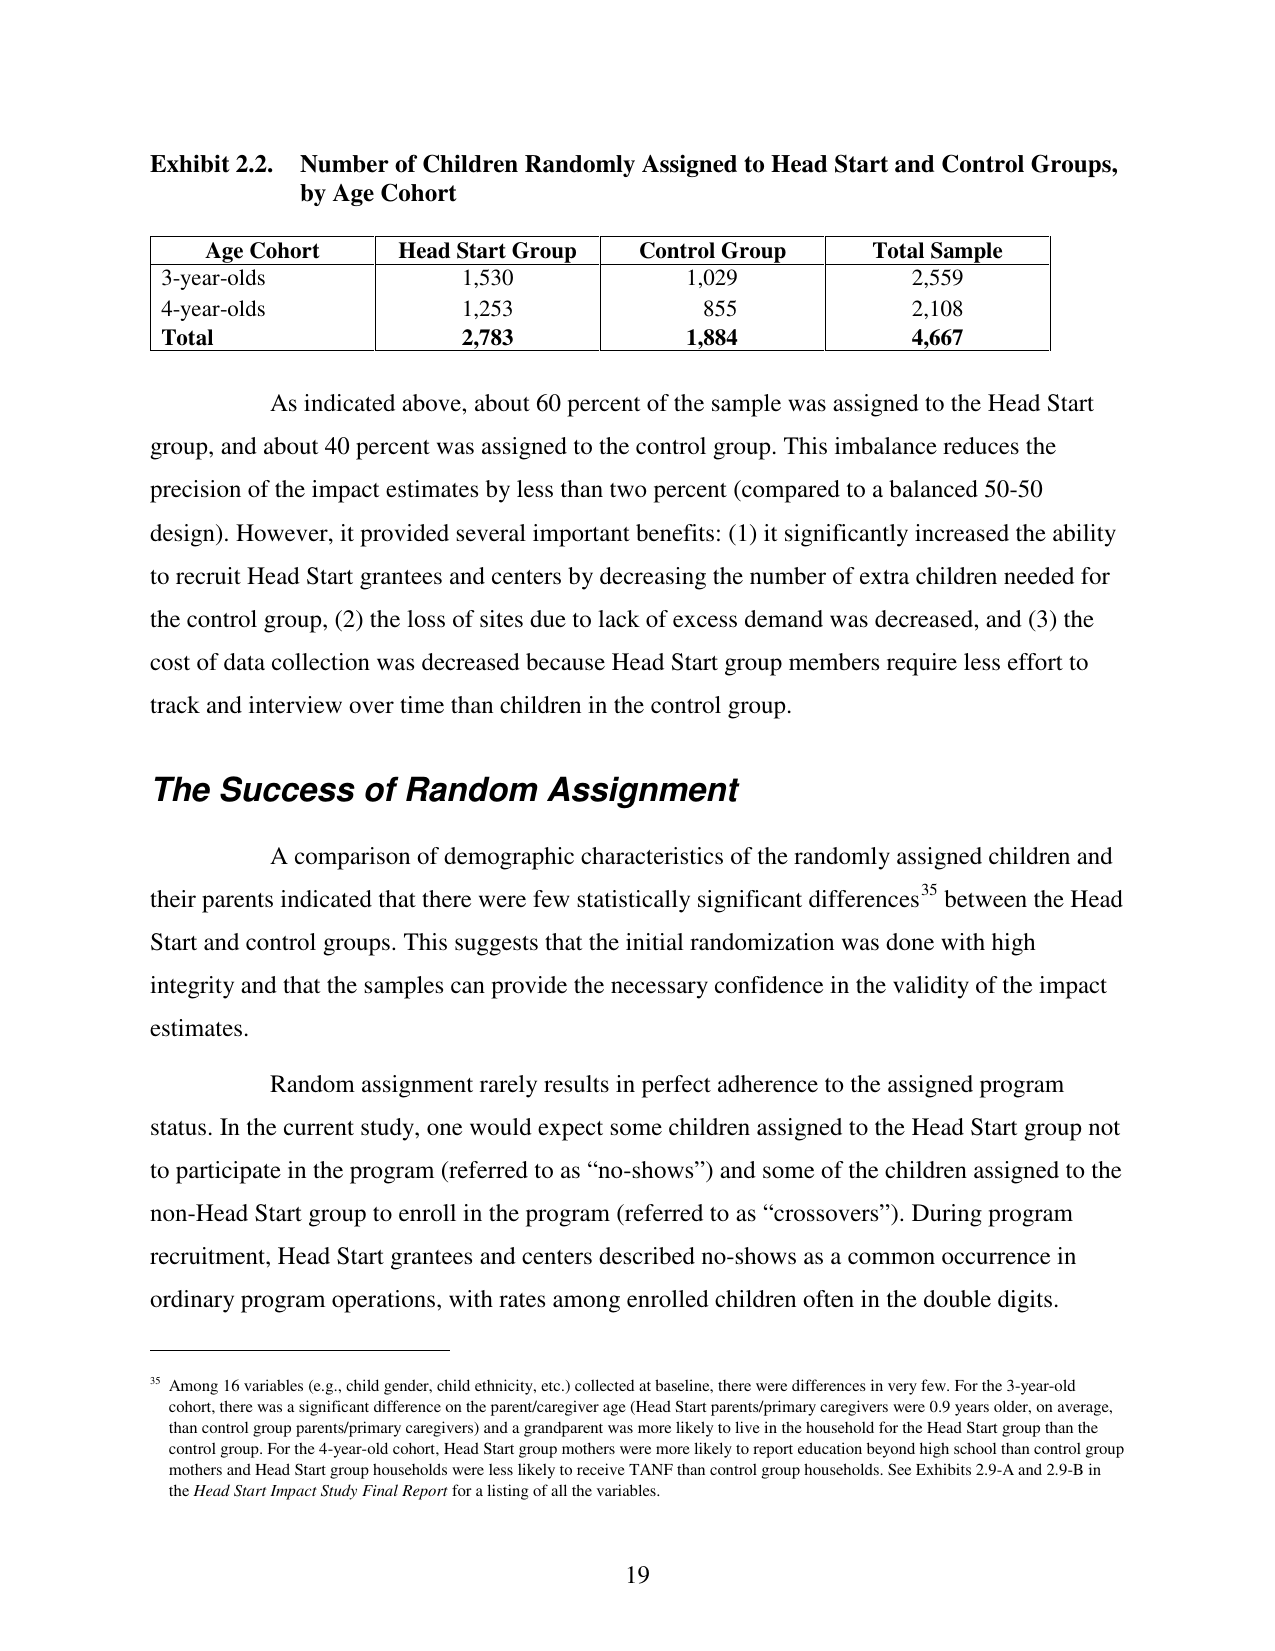 Exhibit 2.2. Number of Children Randomly Assigned to Head Start and Control Groups,
by Age Cohort
Age Cohort Head Start Group Control Group Total Sample
3-year-olds 1,530 1,029 2,559
4-year-olds 1,253 855 2,108
Total 2,783 1,884 4,667
As indicated above, about 60 percent of the sample was assigned to the Head Start
group, and about 40 percent was assigned to the control group. This imbalance reduces the
precision of the impact estimates by less than two percent (compared to a balanced 50-50
design). However, it provided several important benefits: (1) it significantly increased the ability
to recruit Head Start grantees and centers by decreasing the number of extra children needed for
the control group, (2) the loss of sites due to lack of excess demand was decreased, and (3) the
cost of data collection was decreased because Head Start group members require less effort to
track and interview over time than children in the control group.
The Success of Random Assignment
A comparison of demographic characteristics of the randomly assigned children and
their parents indicated that there were few statistically significant differences35 between the Head
Start and control groups. This suggests that the initial randomization was done with high
integrity and that the samples can provide the necessary confidence in the validity of the impact
estimates.
Random assignment rarely results in perfect adherence to the assigned program
status. In the current study, one would expect some children assigned to the Head Start group not
to participate in the program (referred to as “no-shows”) and some of the children assigned to the
non-Head Start group to enroll in the program (referred to as “crossovers”). During program
recruitment, Head Start grantees and centers described no-shows as a common occurrence in
ordinary program operations, with rates among enrolled children often in the double digits.
35 Among 16 variables (e.g., child gender, child ethnicity, etc.) collected at baseline, there were differences in very few. For the 3-year-old
cohort, there was a significant difference on the parent/caregiver age (Head Start parents/primary caregivers were 0.9 years older, on average,
than control group parents/primary caregivers) and a grandparent was more likely to live in the household for the Head Start group than the
control group. For the 4-year-old cohort, Head Start group mothers were more likely to report education beyond high school than control group
mothers and Head Start group households were less likely to receive TANF than control group households. See Exhibits 2.9-A and 2.9-B in
the Head Start Impact Study Final Report for a listing of all the variables.
19